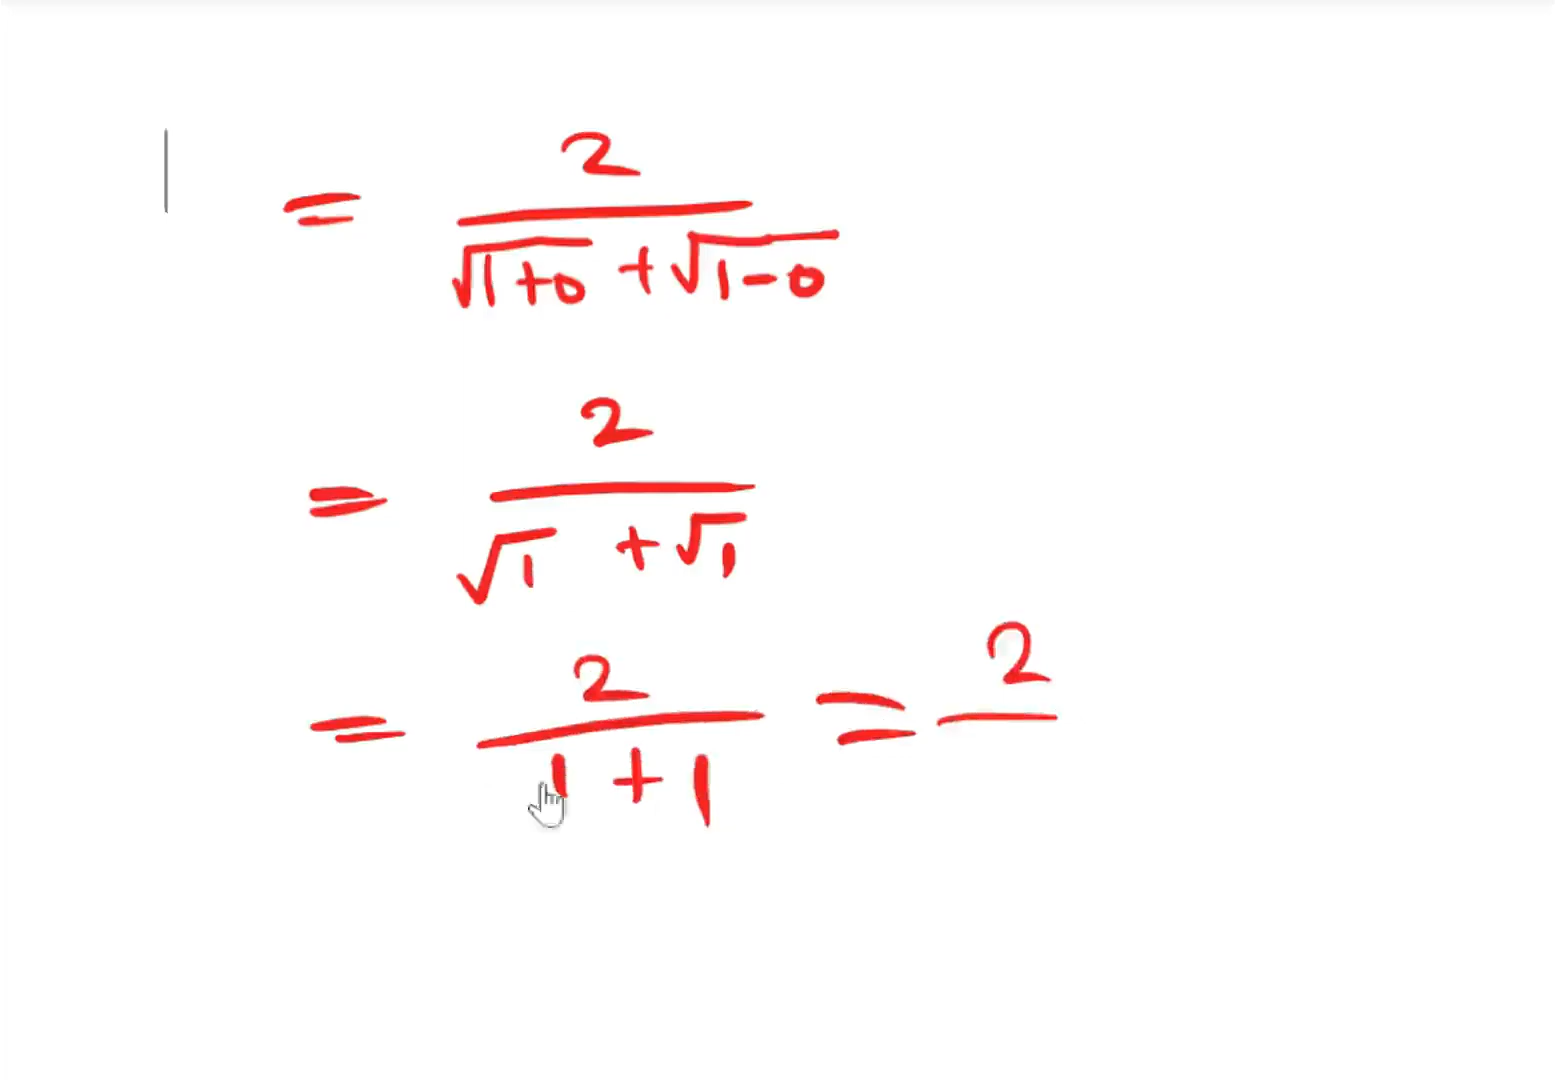 = 2/(√(1+0) + √(1-0))
= 2/(√1 + √1)
= 2/(1 + 1) = 2/